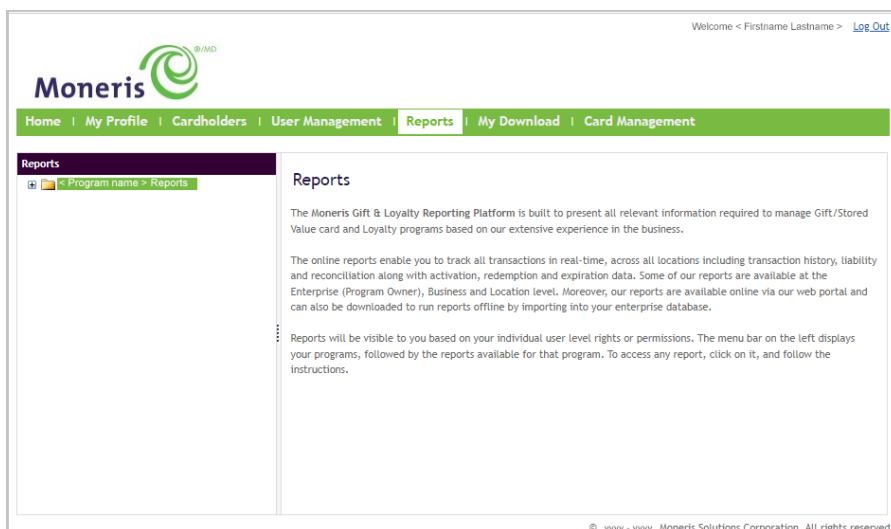 Welcome < Firstname Lastname > Log Out
®/MD
Moneris
Home | My Profile | Cardholders | User Management | Reports | My Download | Card Management
Reports
< Program name > Reports
Reports
The Moneris Gift & Loyalty Reporting Platform is built to present all relevant information required to manage Gift/Stored
Value card and Loyalty programs based on our extensive experience in the business.
The online reports enable you to track all transactions in real-time, across all locations including transaction history, liability
and reconciliation along with activation, redemption and expiration data. Some of our reports are available at the
Enterprise (Program Owner), Business and Location level. Moreover, our reports are available online via our web portal and
can also be downloaded to run reports offline by importing into your enterprise database.
Reports will be visible to you based on your individual user level rights or permissions. The menu bar on the left displays
your programs, followed by the reports available for that program. To access any report, click on it, and follow the
instructions.
© yyyy - yyyy Moneris Solutions Corporation. All rights reserved